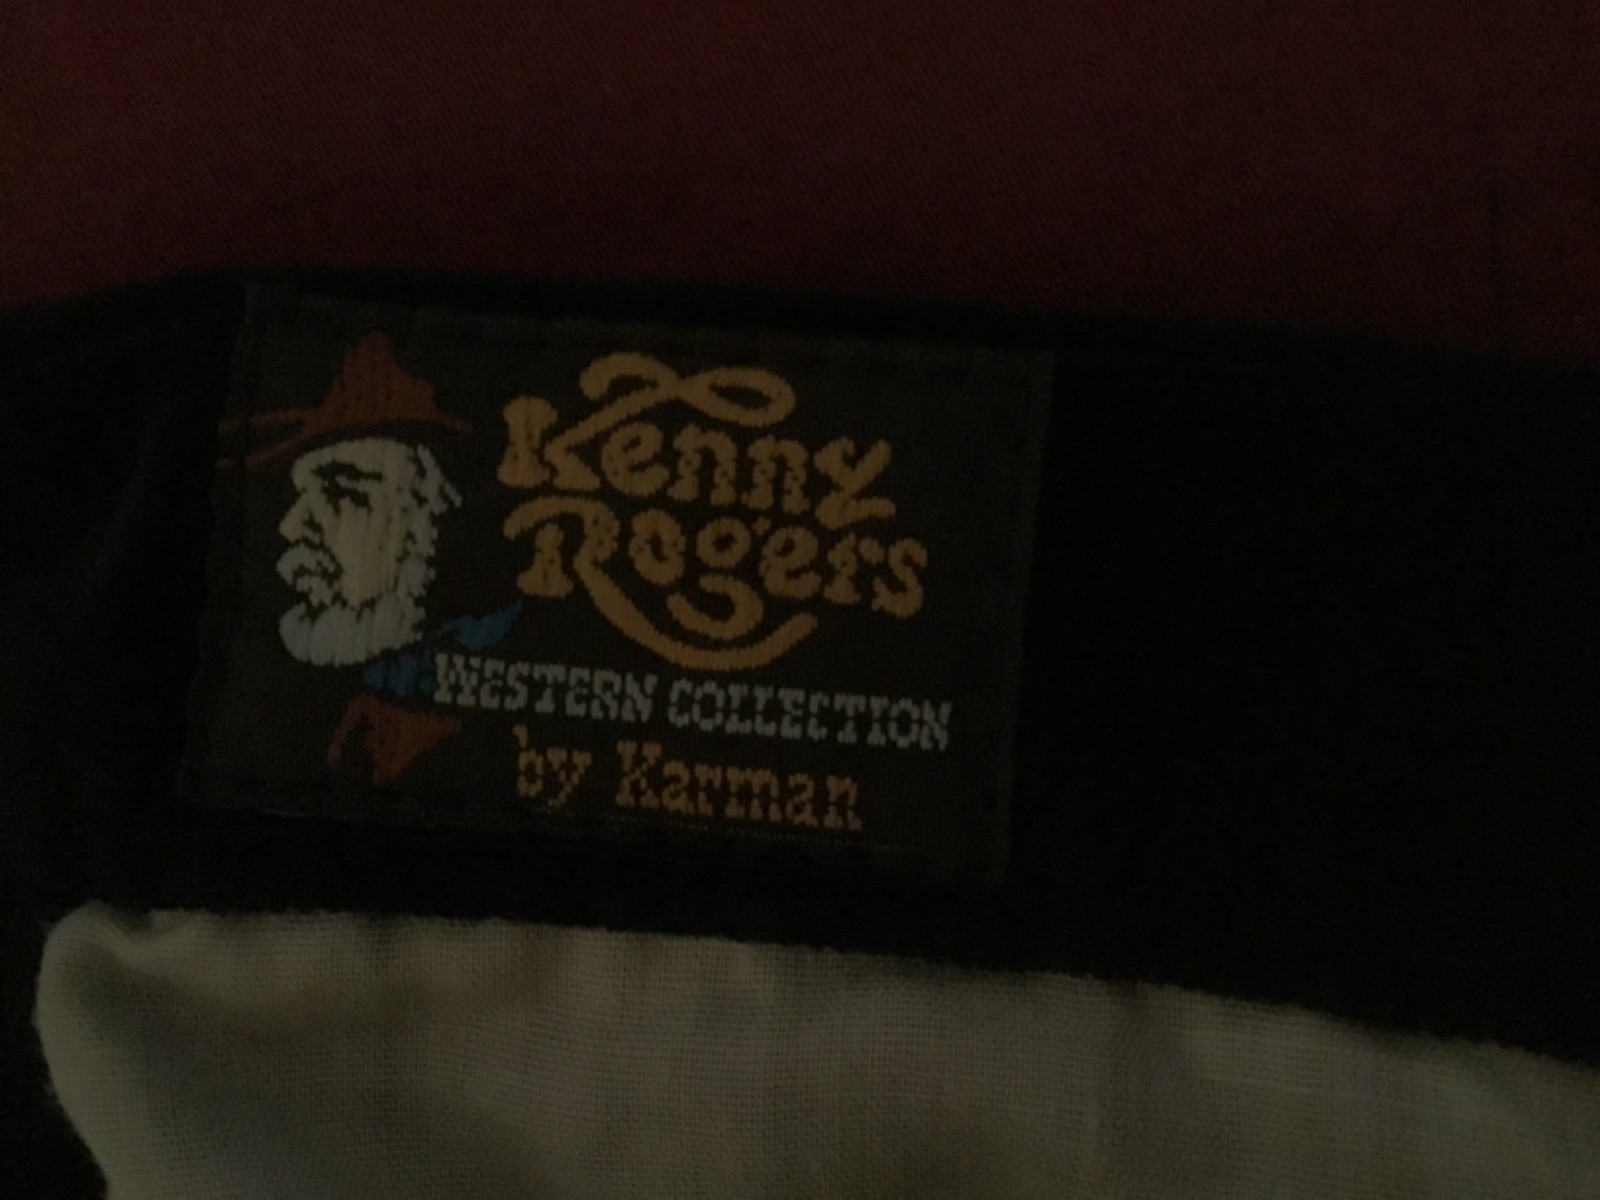 Kenny
Rogers
WESTERN COLLECTION
by Karman